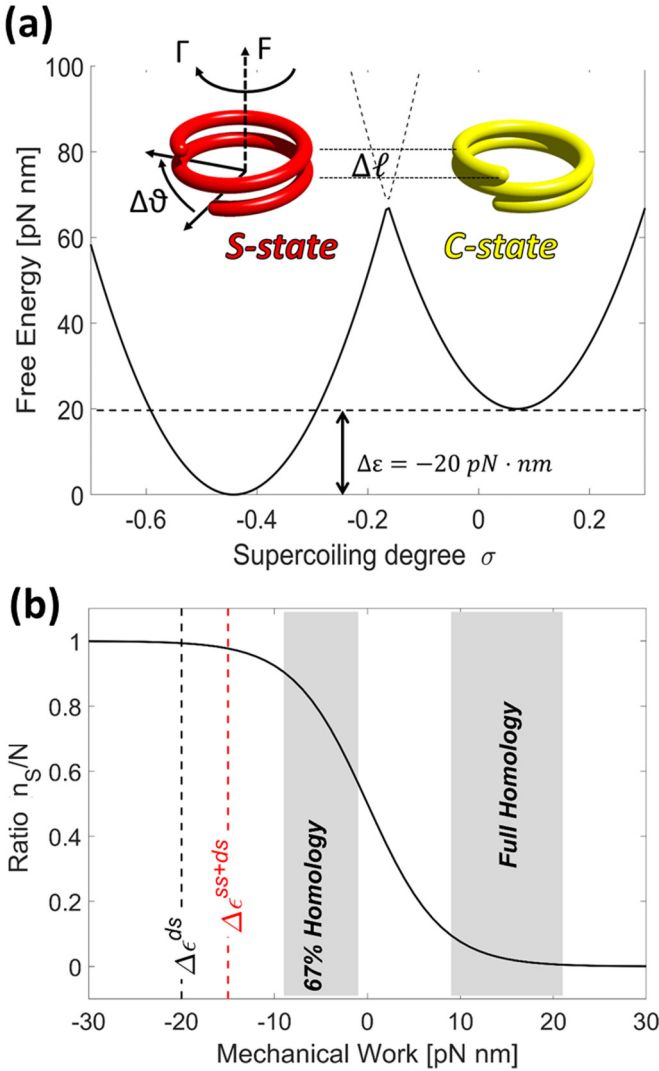 (a)
Γ
F
Δϑ
Δℓ
S-state
C-state
Free Energy [pN nm]
100
80
60
40
20
0
Δε = −20 pN · nm
-0.6
-0.4
-0.2
0
0.2
Supercoiling degree σ
(b)
Ratio n_S/N
1
0.8
0.6
0.4
0.2
0
Δϵ^ds
Δϵ^ss+ds
67% Homology
Full Homology
-30
-20
-10
0
10
20
30
Mechanical Work [pN nm]